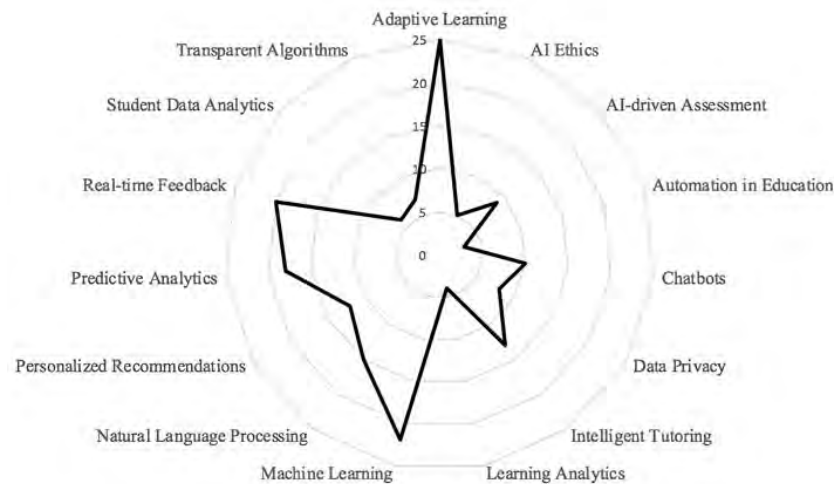 Adaptive Learning
Transparent Algorithms
25
AI Ethics
Student Data Analytics
20
AI-driven Assessment
15
Real-time Feedback
10
Automation in Education
5
0
Predictive Analytics
Chatbots
Personalized Recommendations
Data Privacy
Natural Language Processing
Intelligent Tutoring
Machine Learning
Learning Analytics